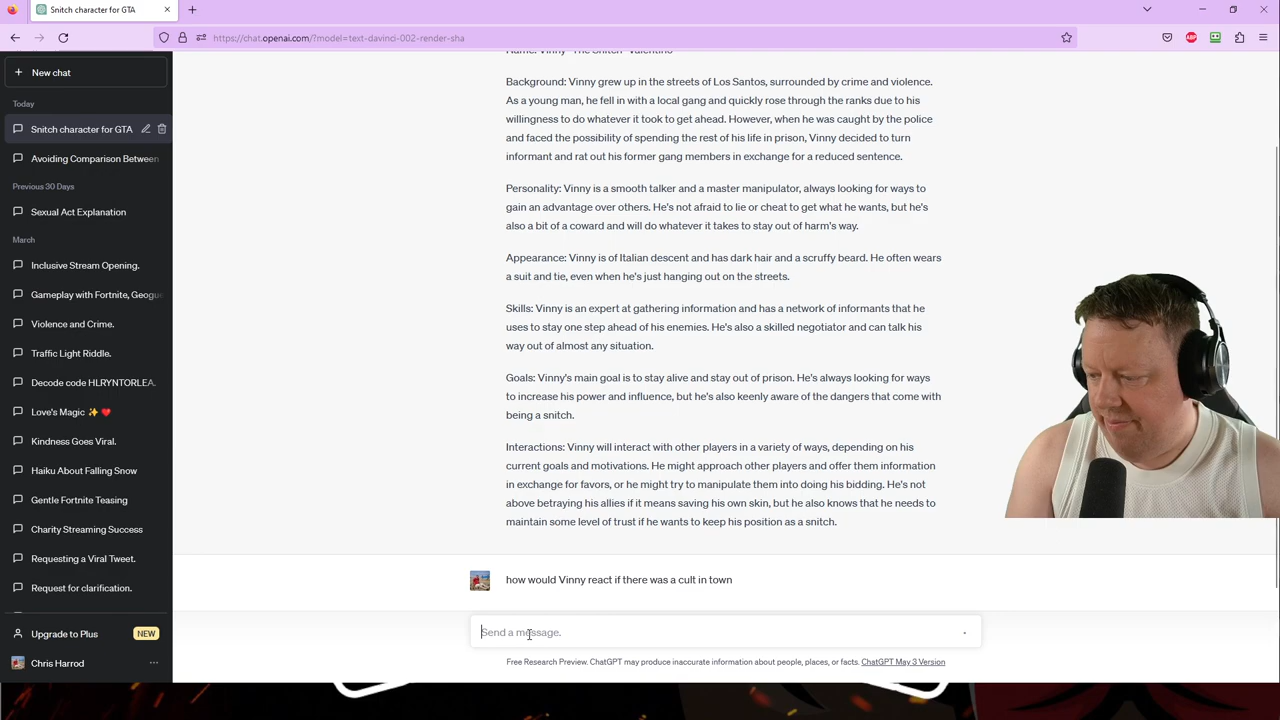 Snitch character for GTA
https://chat.openai.com/?model=text-davinci-002-render-sha
ABP
New chat
Today
Snitch character for GTA
Avoiding Comparison Between
Previous 30 Days
Sexual Act Explanation
March
Inclusive Stream Opening.
Gameplay with Fortnite, Geogu
Violence and Crime.
Traffic Light Riddle.
Decode code HLRYNTORLEA.
Love's Magic ✨ ❤️
Kindness Goes Viral.
Haiku About Falling Snow
Gentle Fortnite Teasing
Charity Streaming Success
Requesting a Viral Tweet.
Request for clarification.
Upgrade to Plus NEW
Chris Harrod
Name: Vinny "The Snitch" Valentino
Background: Vinny grew up in the streets of Los Santos, surrounded by crime and violence.
As a young man, he fell in with a local gang and quickly rose through the ranks due to his
willingness to do whatever it took to get ahead. However, when he was caught by the police
and faced the possibility of spending the rest of his life in prison, Vinny decided to turn
informant and rat out his former gang members in exchange for a reduced sentence.
Personality: Vinny is a smooth talker and a master manipulator, always looking for ways to
gain an advantage over others. He's not afraid to lie or cheat to get what he wants, but he's
also a bit of a coward and will do whatever it takes to stay out of harm's way.
Appearance: Vinny is of Italian descent and has dark hair and a scruffy beard. He often wears
a suit and tie, even when he's just hanging out on the streets.
Skills: Vinny is an expert at gathering information and has a network of informants that he
uses to stay one step ahead of his enemies. He's also a skilled negotiator and can talk his
way out of almost any situation.
Goals: Vinny's main goal is to stay alive and stay out of prison. He's always looking for ways
to increase his power and influence, but he's also keenly aware of the dangers that come with
being a snitch.
Interactions: Vinny will interact with other players in a variety of ways, depending on his
current goals and motivations. He might approach other players and offer them information
in exchange for favors, or he might try to manipulate them into doing his bidding. He's not
above betraying his allies if it means saving his own skin, but he also knows that he needs to
maintain some level of trust if he wants to keep his position as a snitch.
how would Vinny react if there was a cult in town
Send a message.
Free Research Preview. ChatGPT may produce inaccurate information about people, places, or facts. ChatGPT May 3 Version